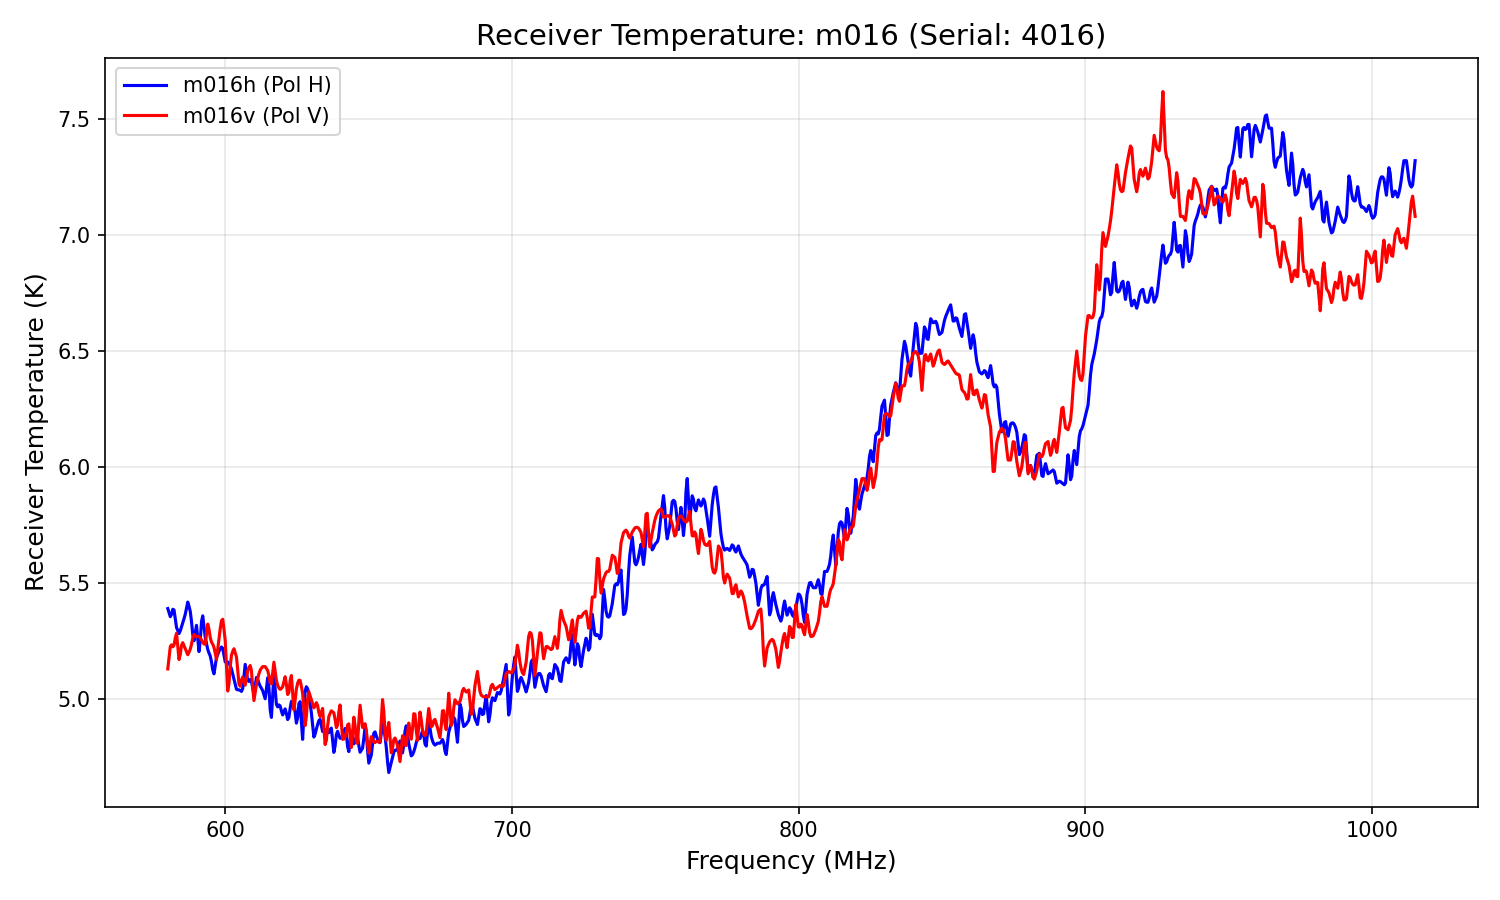 Receiver Temperature: m016 (Serial: 4016)
m016h (Pol H)
m016v (Pol V)
7.5
7.0
6.5
6.0
5.5
5.0
Receiver Temperature (K)
600 700 800 900 1000
Frequency (MHz)